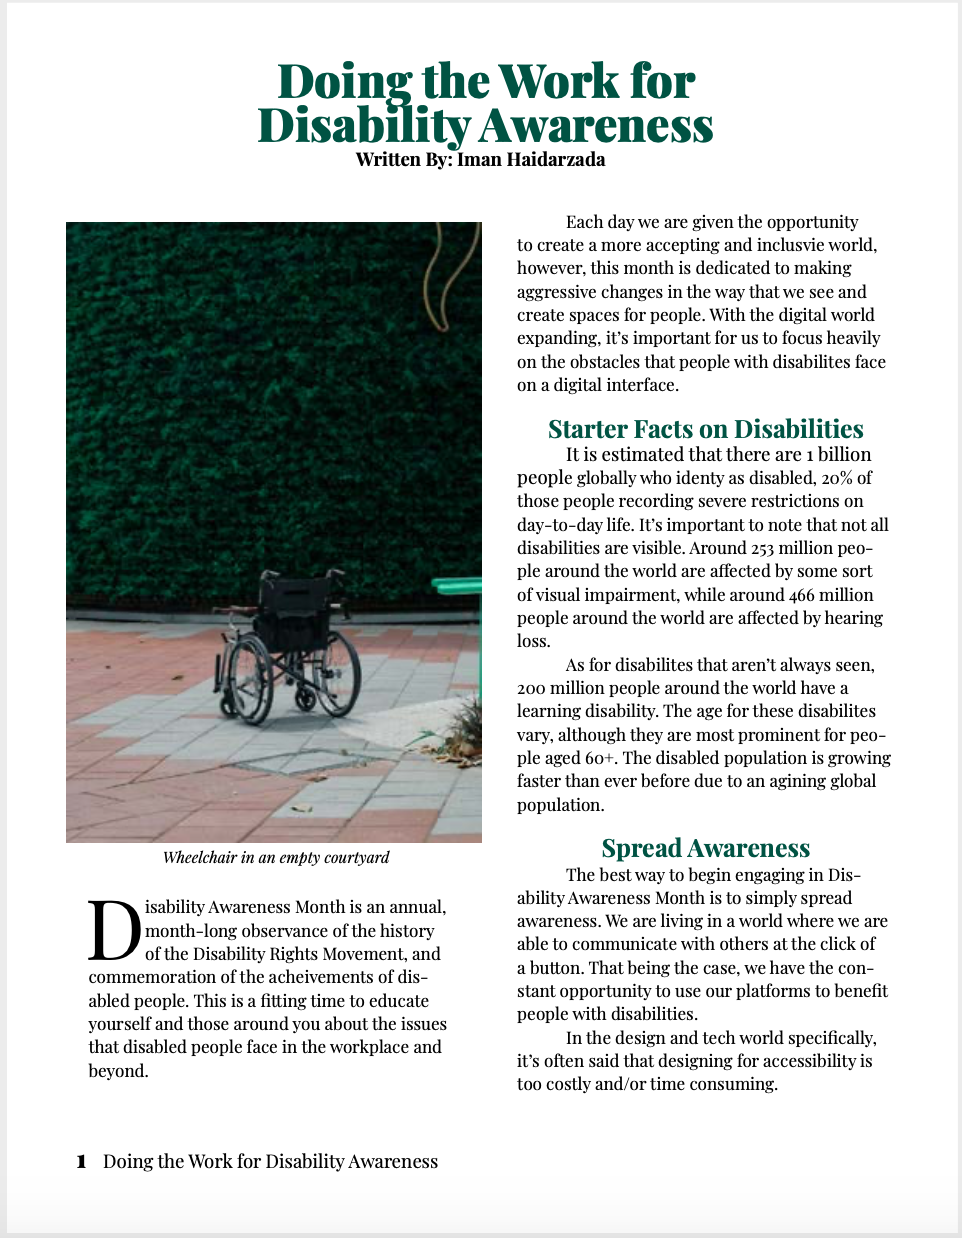 Doing the Work for
Disability Awareness
Written By: Iman Haidarzada
Wheelchair in an empty courtyard
Disability Awareness Month is an annual,
month-long observance of the history
of the Disability Rights Movement, and
commemoration of the acheivements of dis-
abled people. This is a fitting time to educate
yourself and those around you about the issues
that disabled people face in the workplace and
beyond.
Each day we are given the opportunity
to create a more accepting and inclusvie world,
however, this month is dedicated to making
aggressive changes in the way that we see and
create spaces for people. With the digital world
expanding, it's important for us to focus heavily
on the obstacles that people with disabilites face
on a digital interface.
Starter Facts on Disabilities
It is estimated that there are 1 billion
people globally who identy as disabled, 20% of
those people recording severe restrictions on
day-to-day life. It's important to note that not all
disabilities are visible. Around 253 million peo-
ple around the world are affected by some sort
of visual impairment, while around 466 million
people around the world are affected by hearing
loss.
As for disabilites that aren't always seen,
200 million people around the world have a
learning disability. The age for these disabilites
vary, although they are most prominent for peo-
ple aged 60+. The disabled population is growing
faster than ever before due to an agining global
population.
Spread Awareness
The best way to begin engaging in Dis-
ability Awareness Month is to simply spread
awareness. We are living in a world where we are
able to communicate with others at the click of
a button. That being the case, we have the con-
stant opportunity to use our platforms to benefit
people with disabilities.
In the design and tech world specifically,
it's often said that designing for accessibility is
too costly and/or time consuming.
1 Doing the Work for Disability Awareness